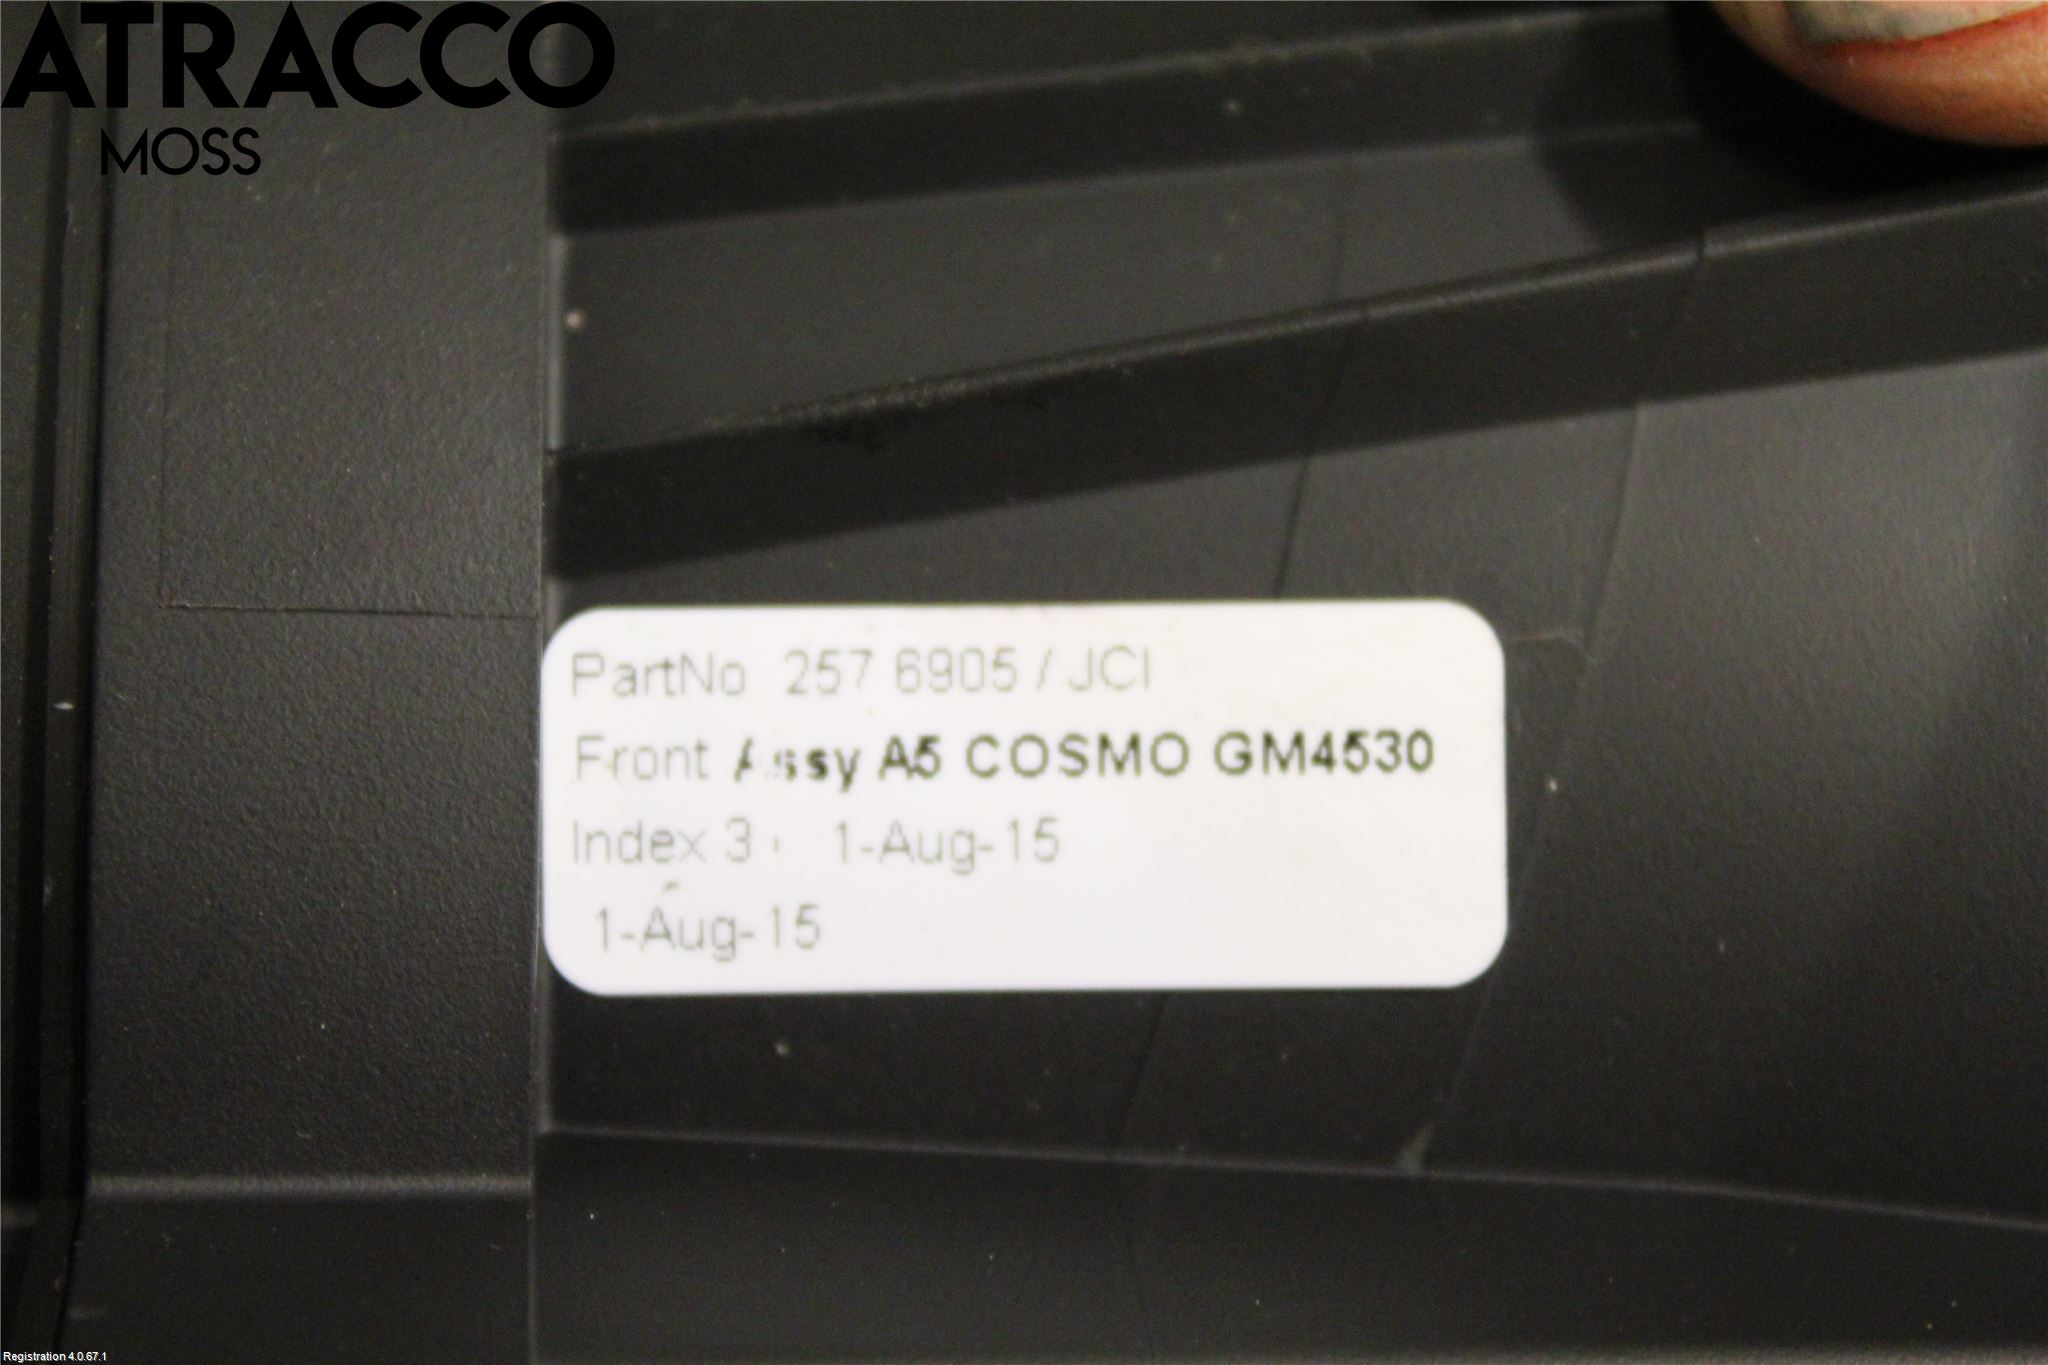 ATRACCO
MOSS
PartNo 257 6905 / JCI
Front Assy A5 COSMO GM4530
Index 3 1-Aug-15
1-Aug-15
Registration 4.0.67.1